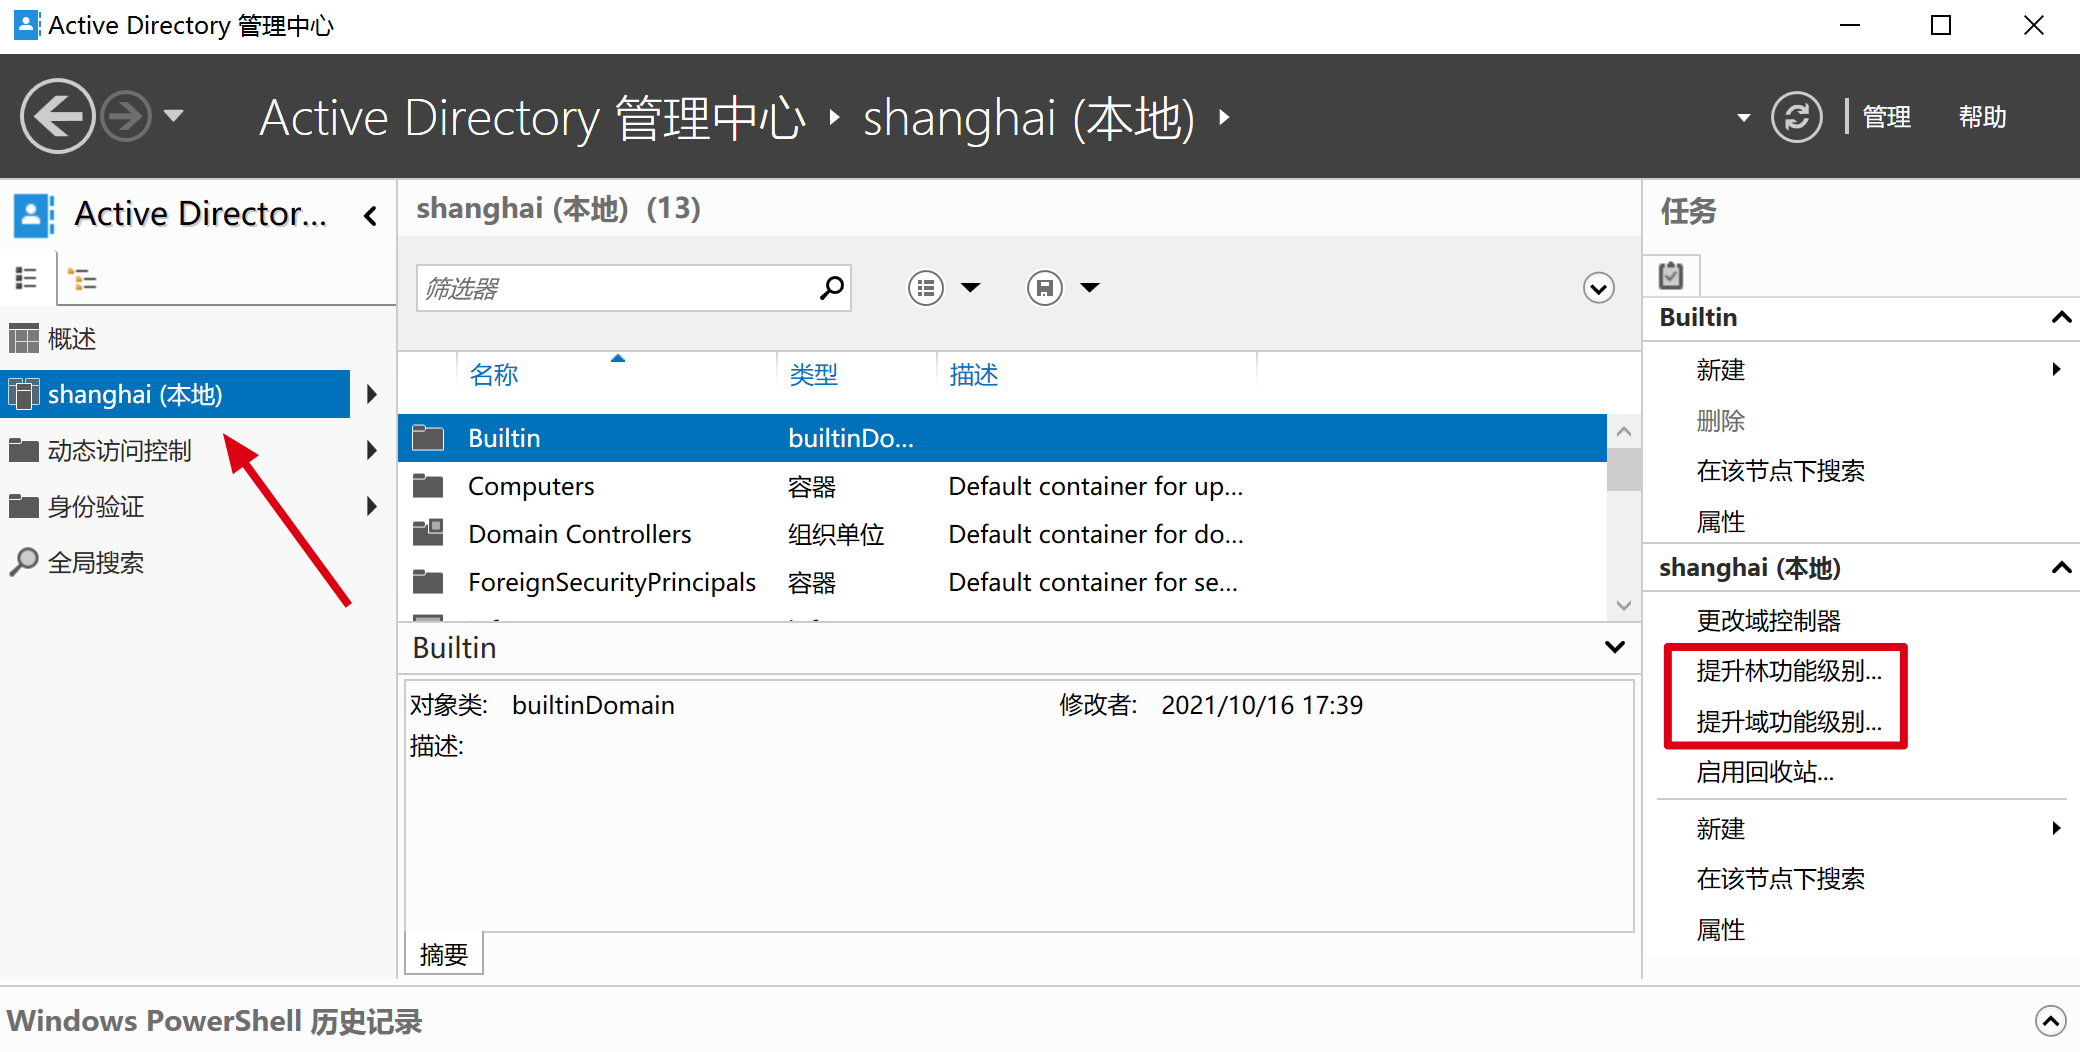 Active Directory 管理中心
Active Directory 管理中心 shanghai (本地)
管理 帮助
Active Director...
概述
shanghai (本地)
动态访问控制
身份验证
全局搜索
shanghai (本地) (13)
筛选器
名称 类型 描述
Builtin builtinDo...
Computers 容器 Default container for up...
Domain Controllers 组织单位 Default container for do...
ForeignSecurityPrincipals 容器 Default container for se...
Builtin
对象类: builtinDomain 修改者: 2021/10/16 17:39
描述:
摘要
任务
Builtin
新建
删除
在该节点下搜索
属性
shanghai (本地)
更改域控制器
提升林功能级别...
提升域功能级别...
启用回收站...
新建
在该节点下搜索
属性
Windows PowerShell 历史记录